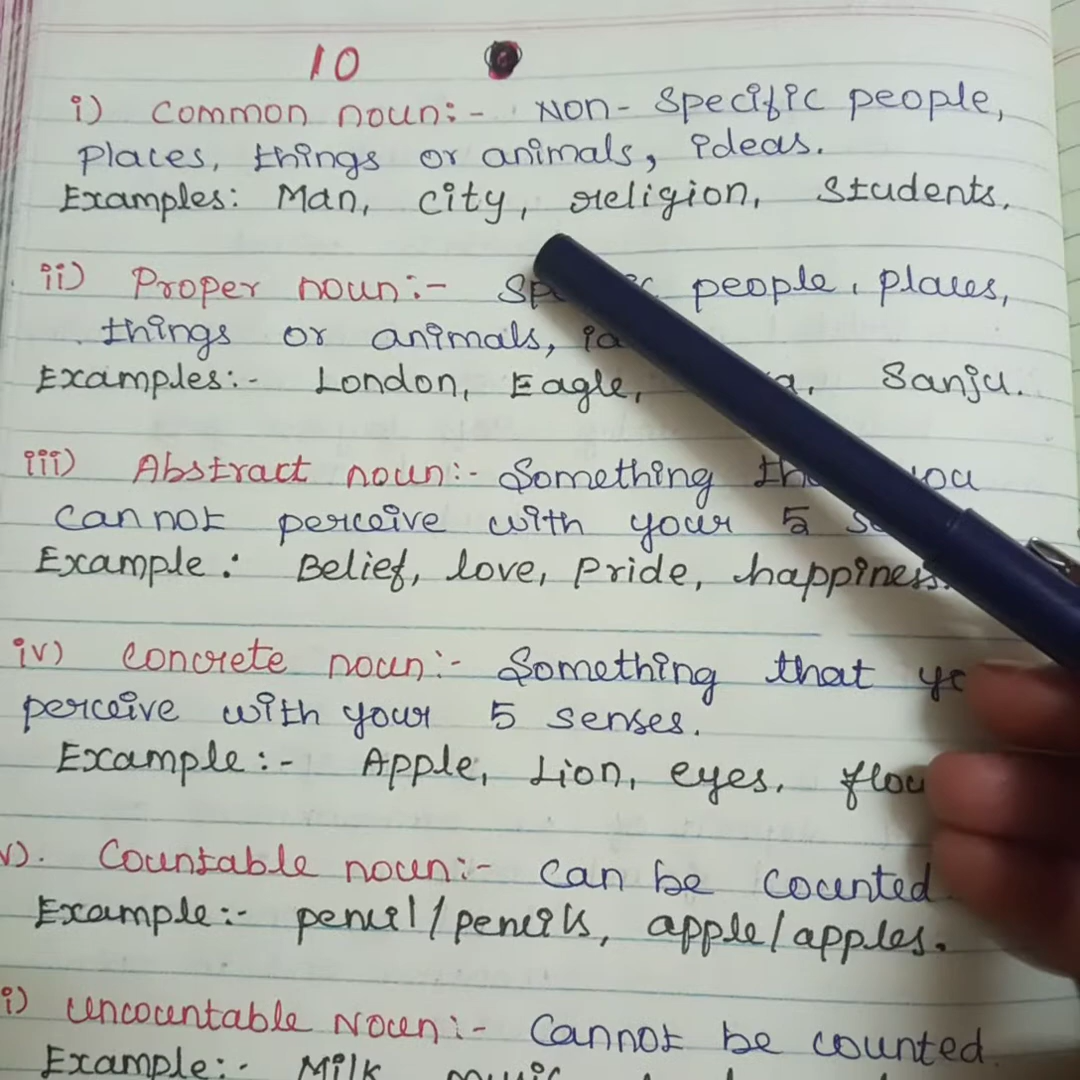 10
i) Common noun:- Non-Specific people,
places, things or animals, ideas.
Examples: Man, city, religion, Students.
ii) Proper noun:- people, places,
things or animals,
Examples:- London, Eagle, Sanju.
iii) Abstract noun:- Something you
cannot perceive with your 5
Example: Belief, love, Pride, happiness.
iv) Concrete noun:- Something that
perceive with your 5 senses.
Example:- Apple, Lion, eyes,
v). Countable noun:- Can be counted
Example:- pencil/pencils, apple/apples.
i) Uncountable Noun:- Cannot be counted.
Example:- Milk music